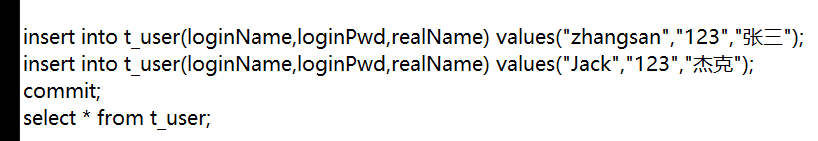 insert into t_user(loginName,loginPwd,realName) values("zhangsan","123","张三");
insert into t_user(loginName,loginPwd,realName) values("Jack","123","杰克");
commit;
select * from t_user;